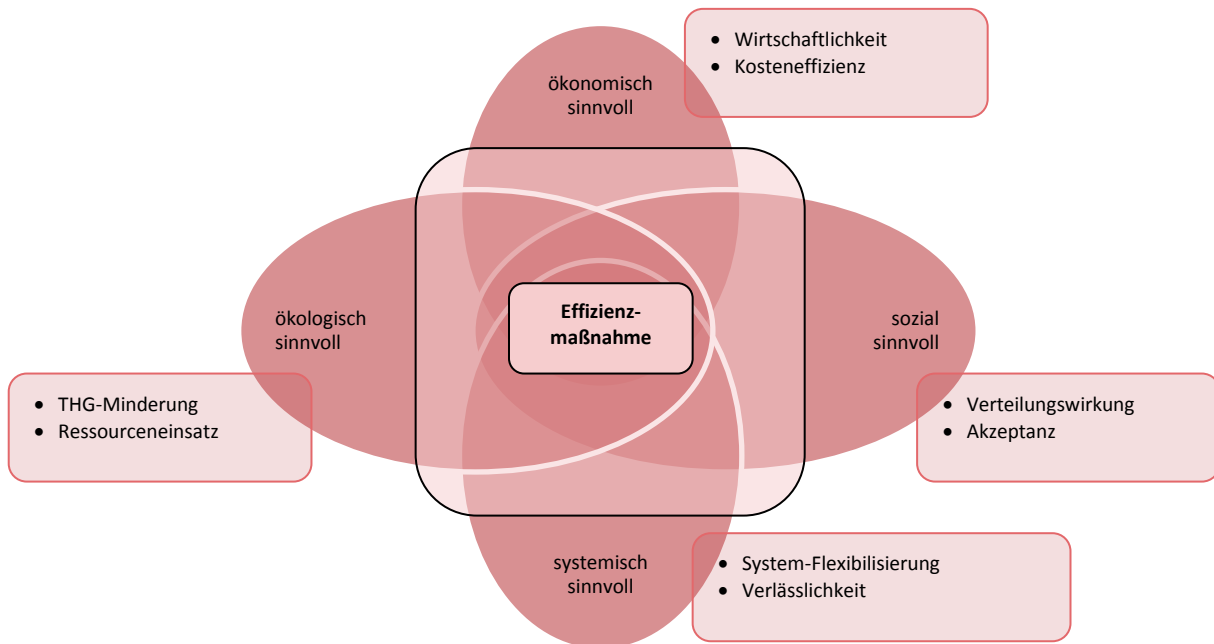 • Wirtschaftlichkeit
• Kosteneffizienz
ökonomisch
sinnvoll
ökologisch
sinnvoll
Effizienz-
maßnahme
sozial
sinnvoll
• THG-Minderung
• Ressourceneinsatz
• Verteilungswirkung
• Akzeptanz
systemisch
sinnvoll
• System-Flexibilisierung
• Verlässlichkeit